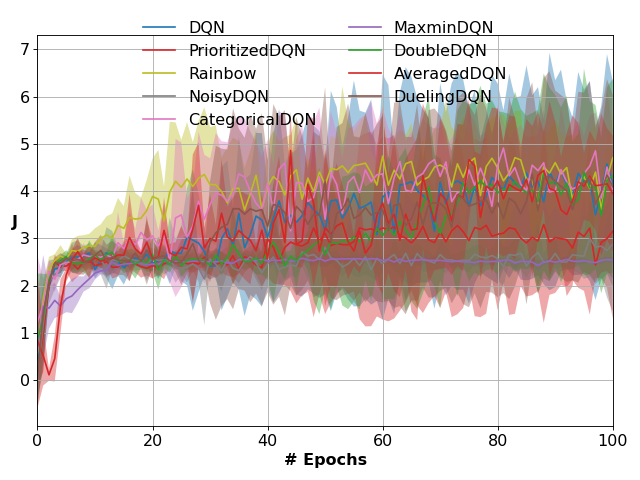 DQN
PrioritizedDQN
Rainbow
NoisyDQN
CategoricalDQN
MaxminDQN
DoubleDQN
AveragedDQN
DuelingDQN
7
6
5
4
3
2
1
0
J
0 20 40 60 80 100
# Epochs